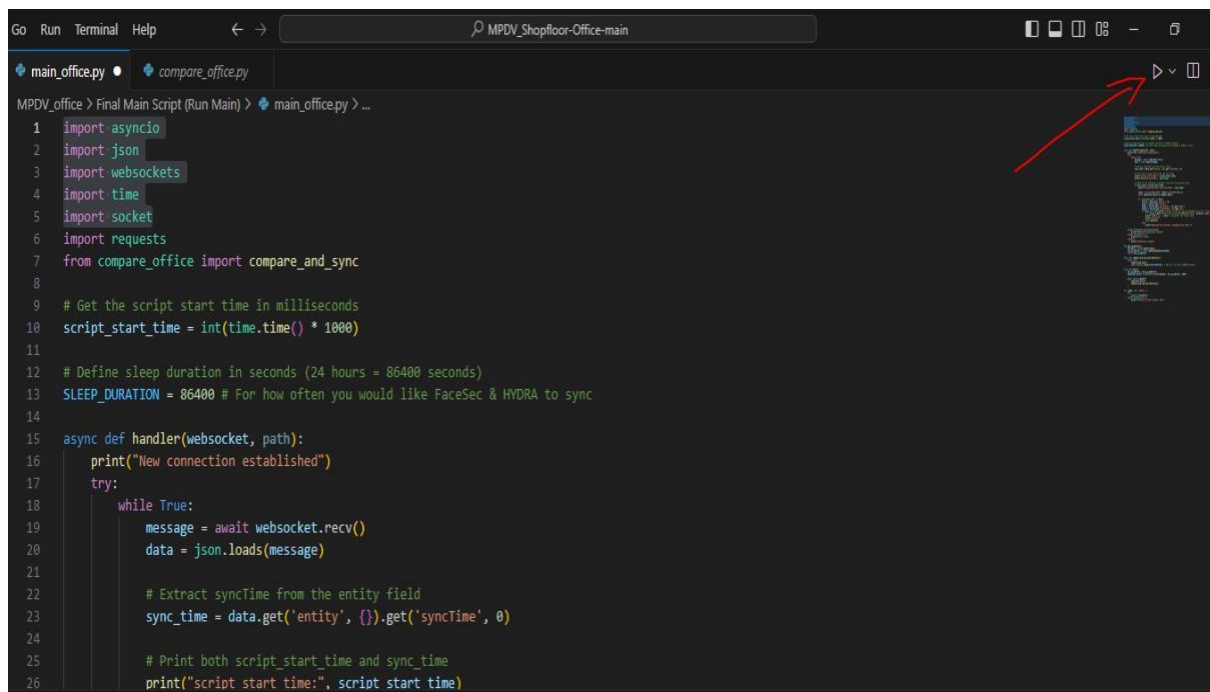 Go Run Terminal Help MPDV_Shopfloor-Office-main
main_office.py compare_office.py
MPDV_office > Final Main Script (Run Main) > main_office.py > ...
1 import asyncio
2 import json
3 import websockets
4 import time
5 import socket
6 import requests
7 from compare_office import compare_and_sync
8
9 # Get the script start time in milliseconds
10 script_start_time = int(time.time() * 1000)
11
12 # Define sleep duration in seconds (24 hours = 86400 seconds)
13 SLEEP_DURATION = 86400 # For how often you would like FaceSec & HYDRA to sync
14
15 async def handler(websocket, path):
16 print("New connection established")
17 try:
18 while True:
19 message = await websocket.recv()
20 data = json.loads(message)
21
22 # Extract syncTime from the entity field
23 sync_time = data.get('entity', {}).get('syncTime', 0)
24
25 # Print both script_start_time and sync_time
26 print("script start time:", script start time)